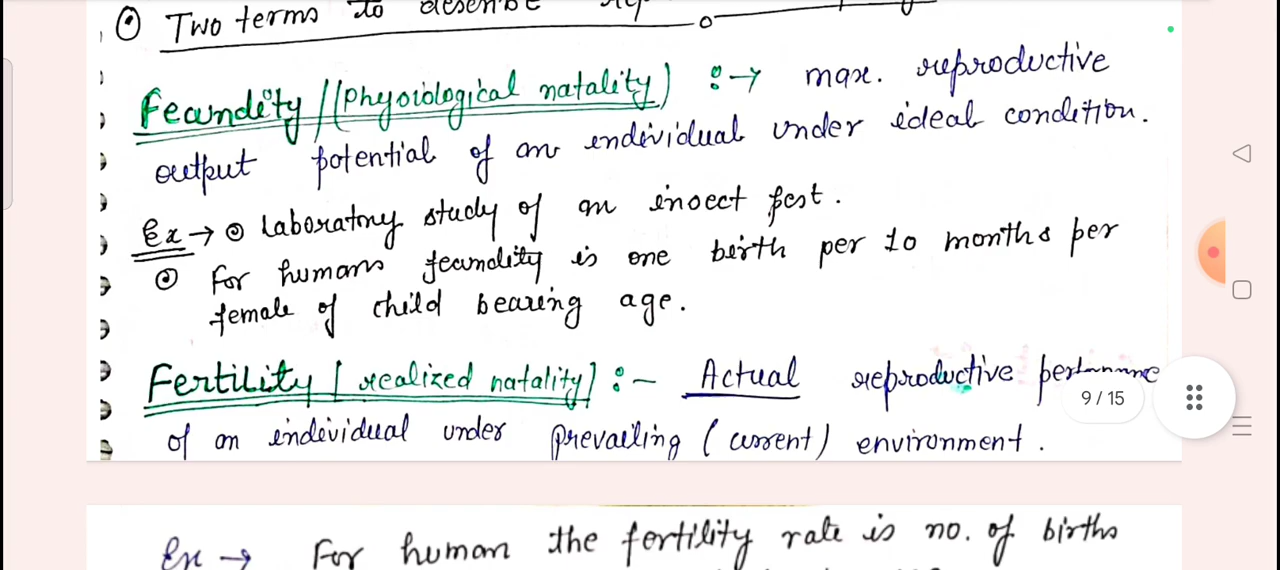 ⊙ Two terms to describe
Fecundity / (Physiological natality) :→ max. reproductive
output potential of an individual under ideal condition.
Ex → ⊙ laboratory study of an insect pest.
⊙ for humans fecundity is one birth per 10 months per
female of child bearing age.
Fertility [ realized natality] :- Actual reproductive
of an individual under prevailing ( current) environment.
9 / 15
Ex → For human the fertility rate is no. of births